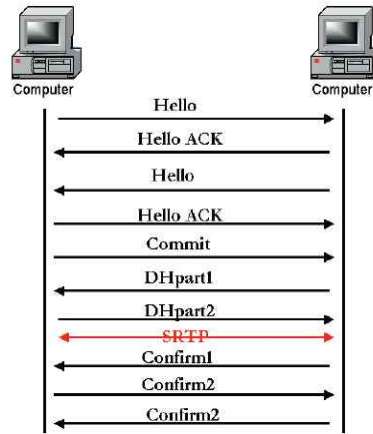 Computer Computer
Hello
Hello ACK
Hello
Hello ACK
Commit
DHpart1
DHpart2
SRTP
Confirm1
Confirm2
Confirm2